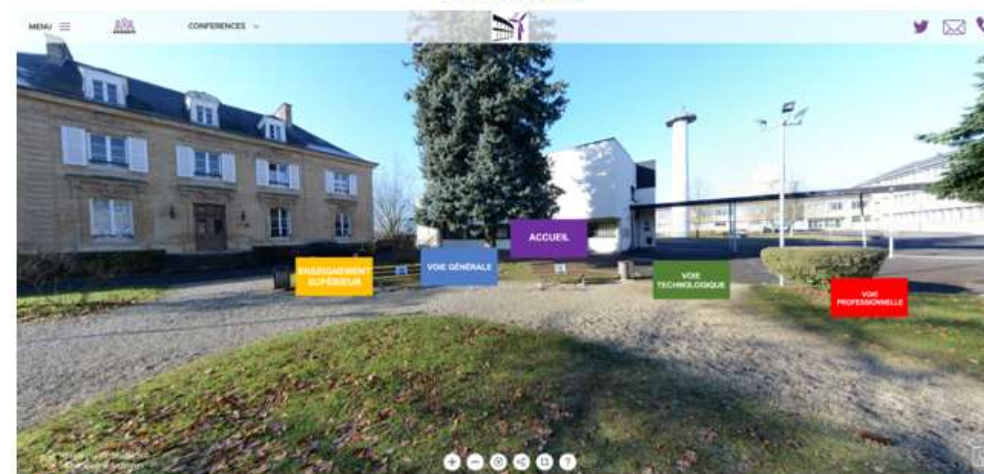 MENU
CONFERENCES
ACCUEIL
VOIE GÉNÉRALE
ENSEIGNEMENT
SUPÉRIEUR
VOIE
TECHNOLOGIQUE
VOIE
PROFESSIONNELLE
?